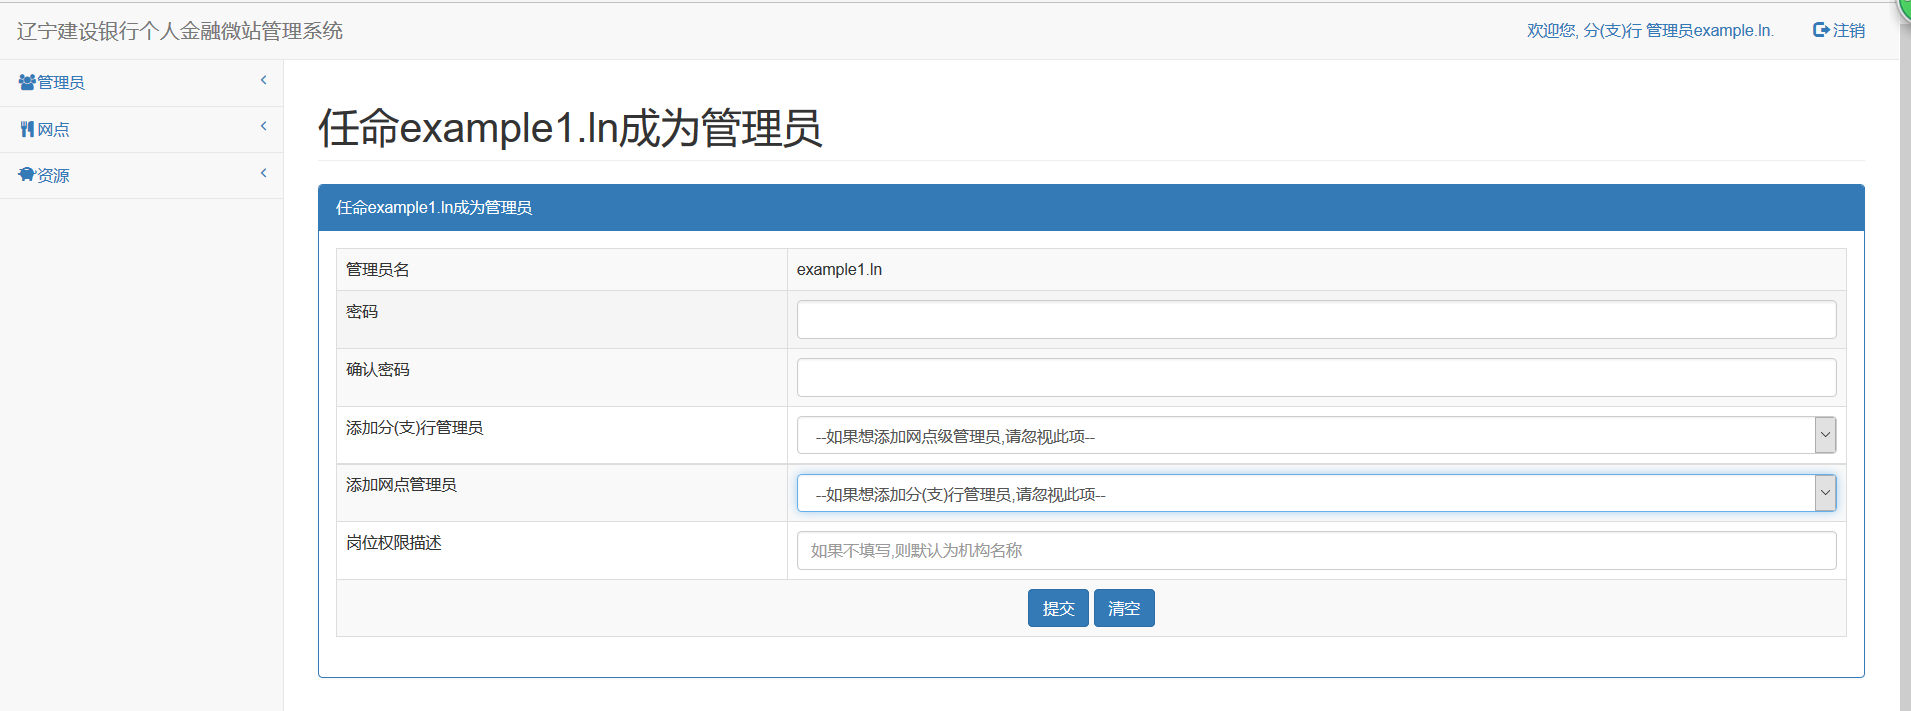 辽宁建设银行个人金融微站管理系统
欢迎您, 分(支)行 管理员example.ln.
注销
管理员
网点
资源
任命example1.ln成为管理员
任命example1.ln成为管理员
管理员名
example1.ln
密码
确认密码
添加分(支)行管理员
--如果想添加网点级管理员,请忽视此项--
添加网点管理员
--如果想添加分(支)行管理员,请忽视此项--
岗位权限描述
如果不填写,则默认为机构名称
提交
清空